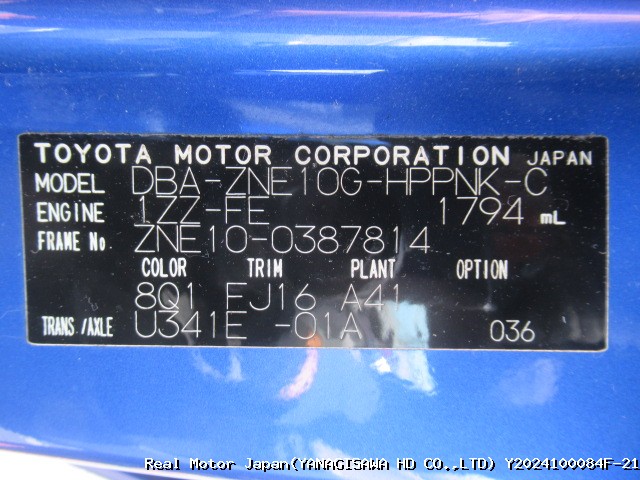 TOYOTA MOTOR CORPORATION JAPAN
MODEL DBA-ZNE10G-HPPNK-C
ENGINE 1ZZ-FE 1794 mL
FRAME No ZNE10-0387814
COLOR TRIM PLANT OPTION
8Q1 FJ16 A41
TRANS./AXLE U341E -01A 036
Real Motor Japan(YANAGISAWA HD CO.,LTD) Y2024100084F-21